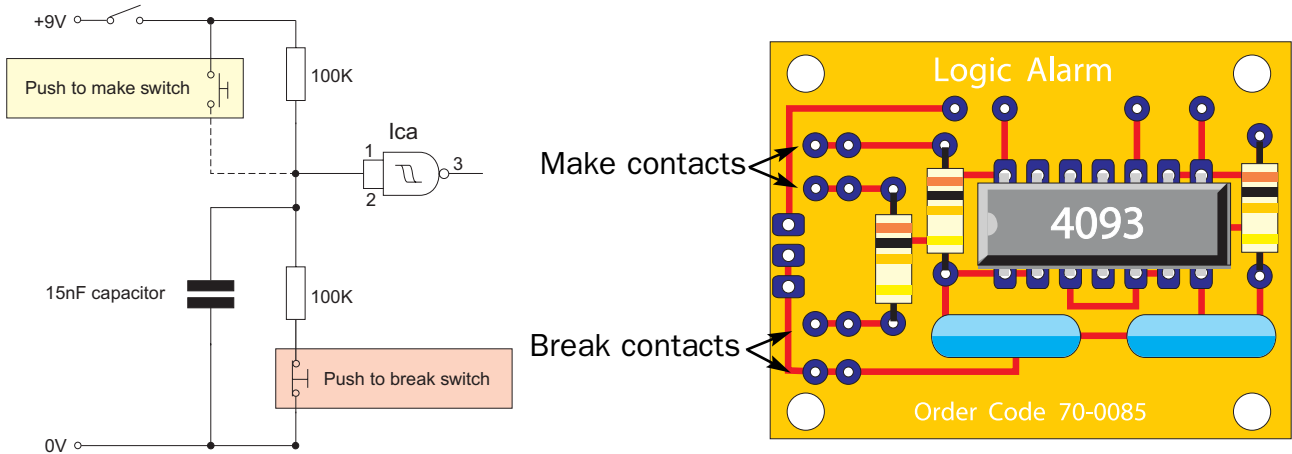 +9V
Push to make switch
100K
Ica
1
3
2
15nF capacitor
100K
Push to break switch
0V
Logic Alarm
Make contacts
4093
Break contacts
Order Code 70-0085